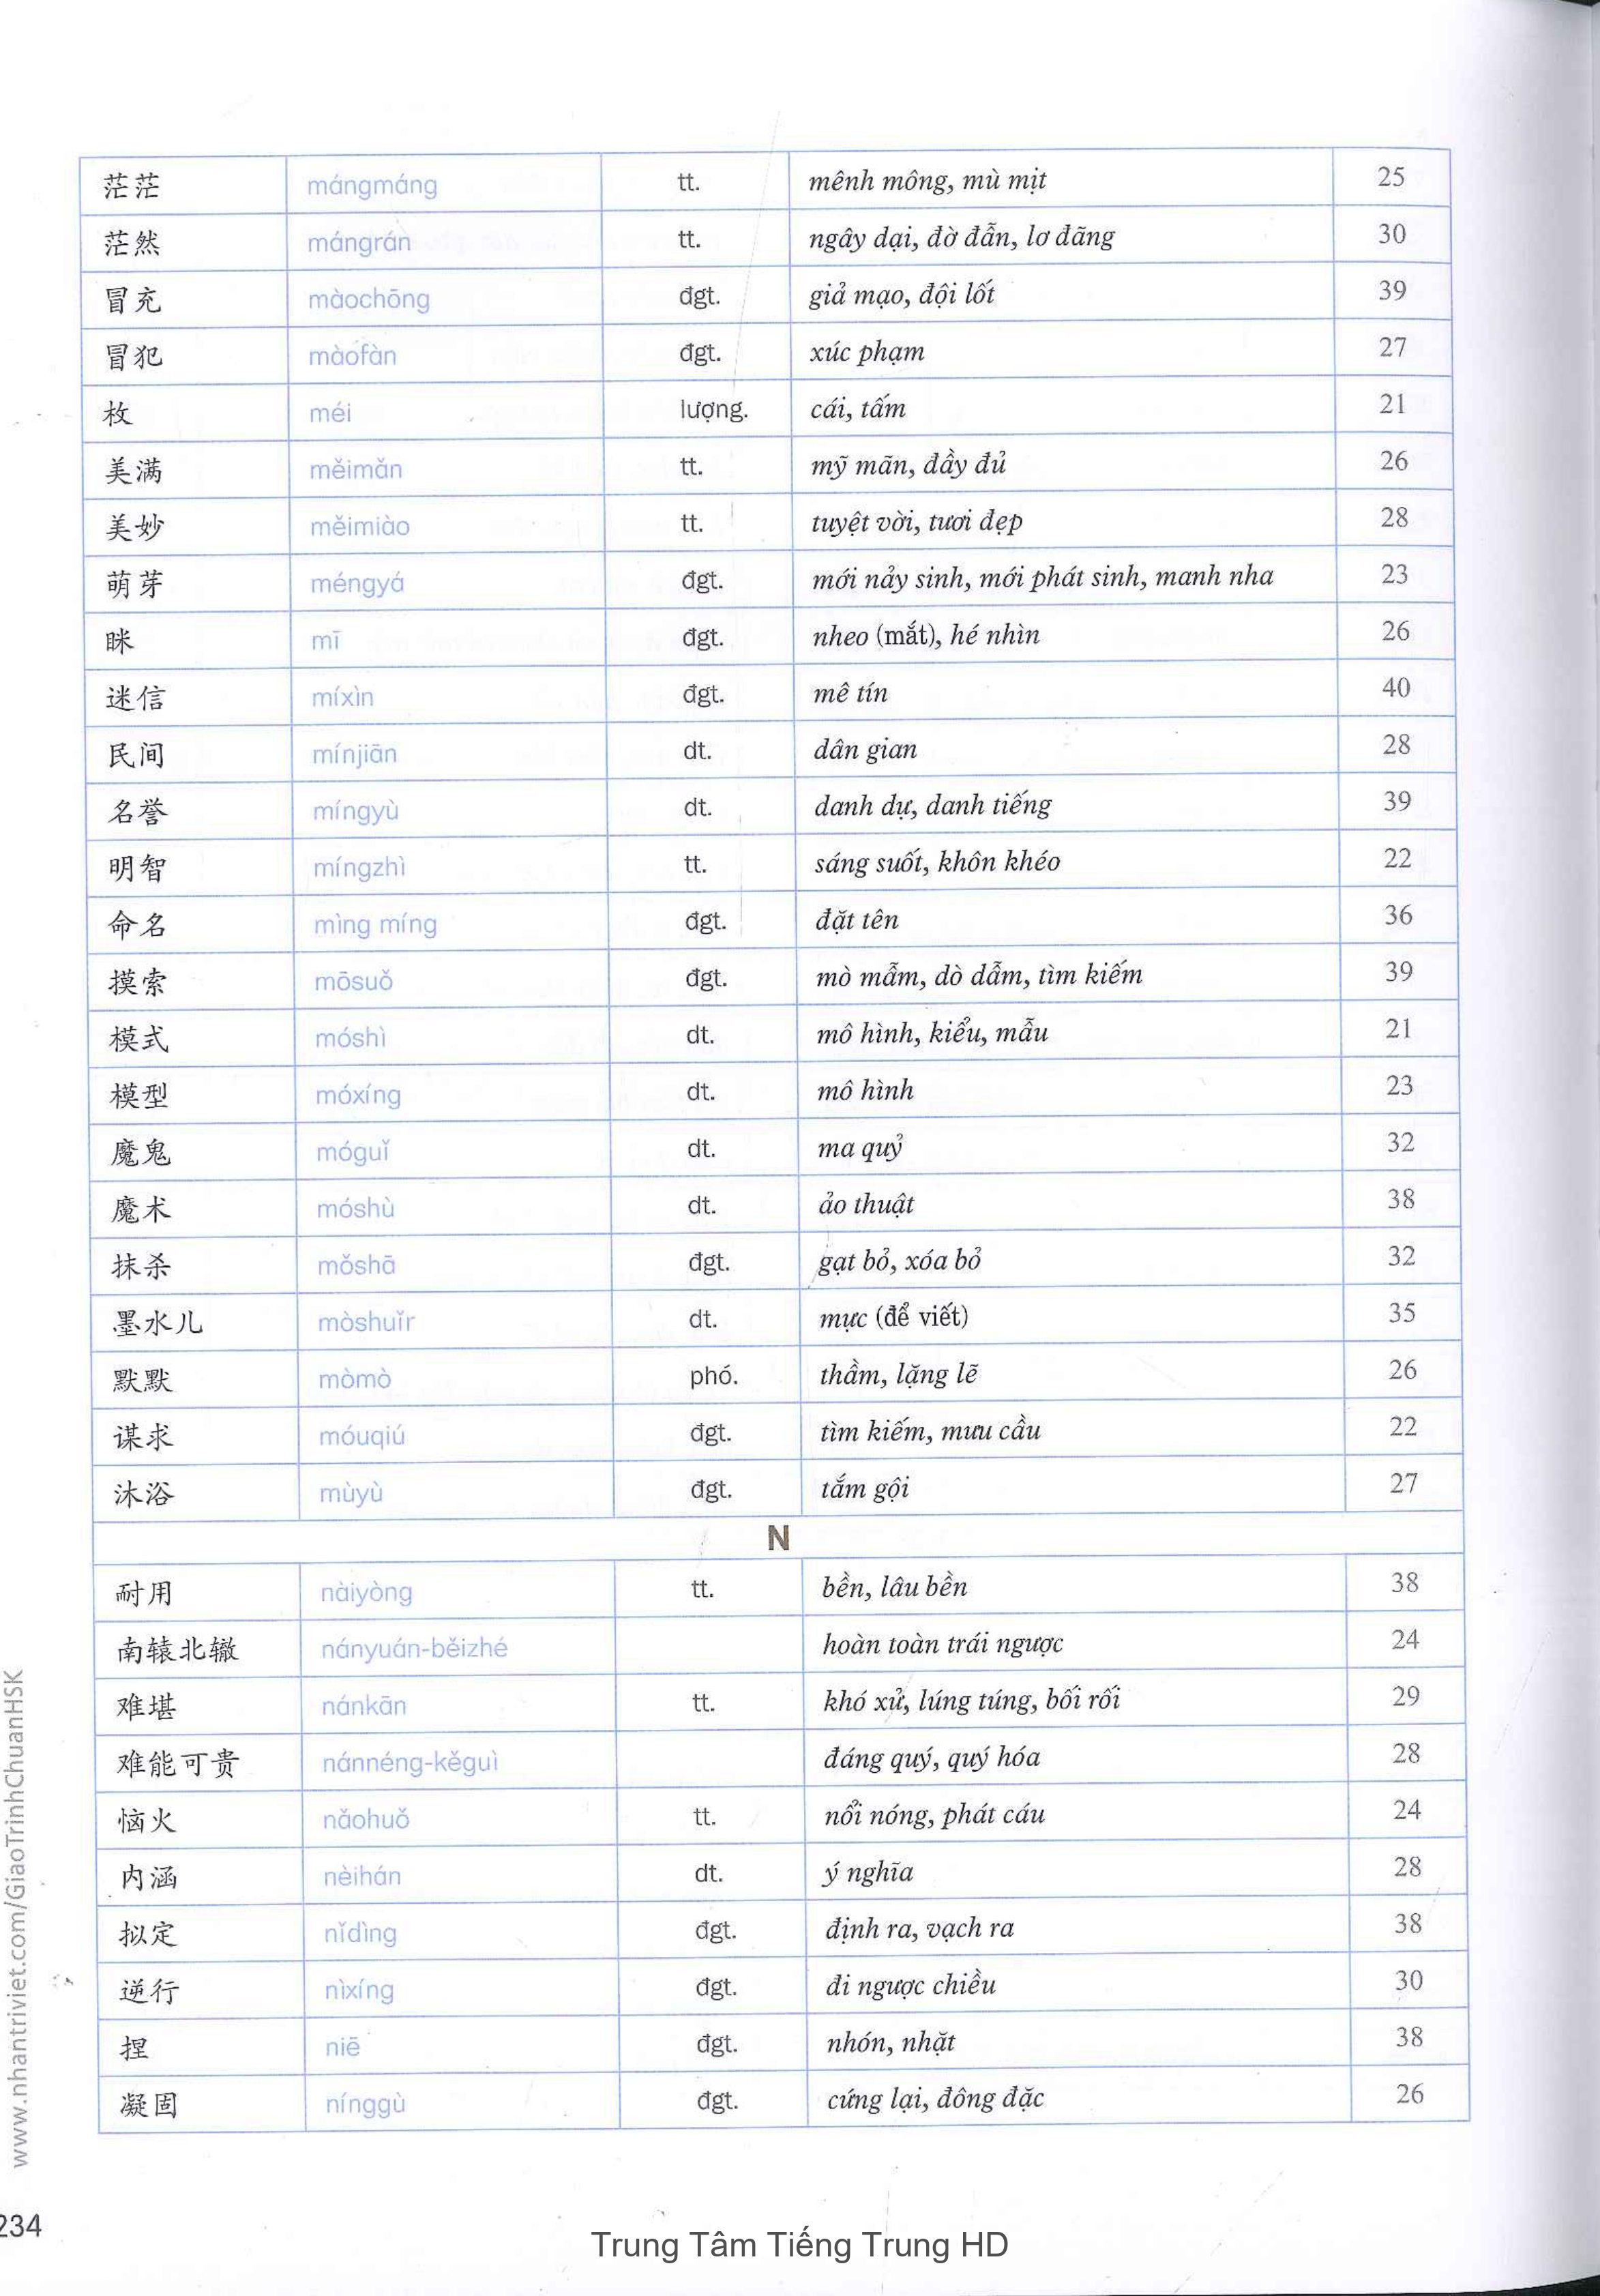 茫茫 mángmáng tt. mênh mông, mù mịt 25
茫然 mángrán tt. ngây dại, đờ đẫn, lơ đãng 30
冒充 màochōng đgt. giả mạo, đội lốt 39
冒犯 màofàn đgt. xúc phạm 27
枚 méi lượng. cái, tấm 21
美满 měimǎn tt. mỹ mãn, đầy đủ 26
美妙 měimiào tt. tuyệt vời, tươi đẹp 28
萌芽 méngyá đgt. mới nảy sinh, mới phát sinh, manh nha 23
眯 mī đgt. nheo (mắt), hé nhìn 26
迷信 míxìn đgt. mê tín 40
民间 mínjiān dt. dân gian 28
名誉 míngyù dt. danh dự, danh tiếng 39
明智 míngzhì tt. sáng suốt, khôn khéo 22
命名 mìng míng đgt. đặt tên 36
摸索 mōsuǒ đgt. mò mẫm, dò dẫm, tìm kiếm 39
模式 móshì dt. mô hình, kiểu, mẫu 21
模型 móxíng dt. mô hình 23
魔鬼 móguǐ dt. ma quỷ 32
魔术 móshù dt. ảo thuật 38
抹杀 mǒshā đgt. gạt bỏ, xóa bỏ 32
墨水儿 mòshuǐr dt. mực (để viết) 35
默默 mòmò phó. thầm, lặng lẽ 26
谋求 móuqiú đgt. tìm kiếm, mưu cầu 22
沐浴 mùyù đgt. tắm gội 27
N
耐用 nàiyòng tt. bền, lâu bền 38
南辕北辙 nányuán-běizhé hoàn toàn trái ngược 24
难堪 nánkān tt. khó xử, lúng túng, bối rối 29
难能可贵 nánnéng-kěguì đáng quý, quý hóa 28
恼火 nǎohuǒ tt. nổi nóng, phát cáu 24
内涵 nèihán dt. ý nghĩa 28
拟定 nǐdìng đgt. định ra, vạch ra 38
逆行 nìxíng đgt. đi ngược chiều 30
捏 niē đgt. nhón, nhặt 38
凝固 nínggù đgt. cứng lại, đông đặc 26
www.nhantriviet.com/GiaoTrinhChuanHSK
234
Trung Tâm Tiếng Trung HD